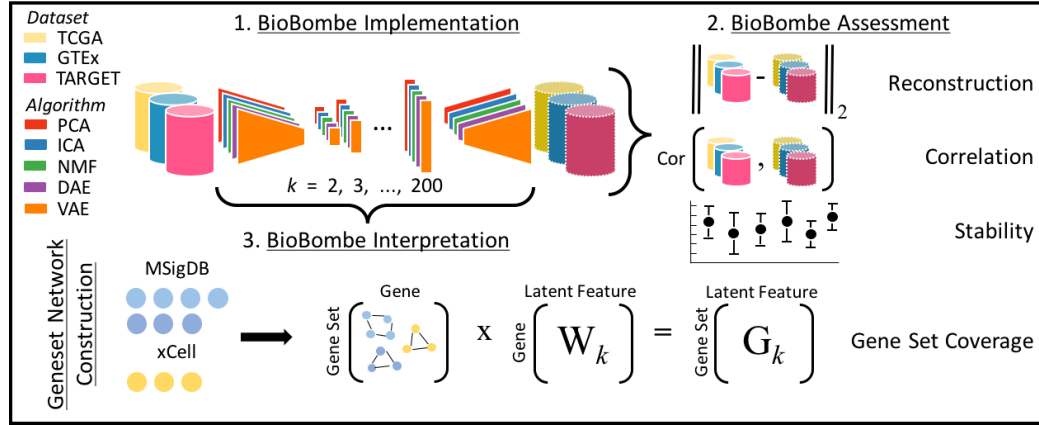 Dataset
TCGA
GTEx
TARGET
Algorithm
PCA
ICA
NMF
DAE
VAE
1. BioBombe Implementation
...
k = 2, 3, ..., 200
2. BioBombe Assessment
-
2
Reconstruction
Cor
,
Correlation
Stability
3. BioBombe Interpretation
Geneset Network
Construction
MSigDB
xCell
Gene
Gene Set
x
Latent Feature
Gene
Wk
=
Latent Feature
Gene Set
Gk
Gene Set Coverage